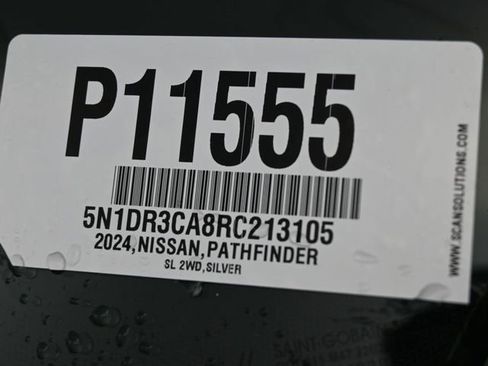 P11555
5N1DR3CA8RC213105
2024,NISSAN,PATHFINDER
SL 2WD,SILVER
WWW.SCANSOLUTIONS.COM